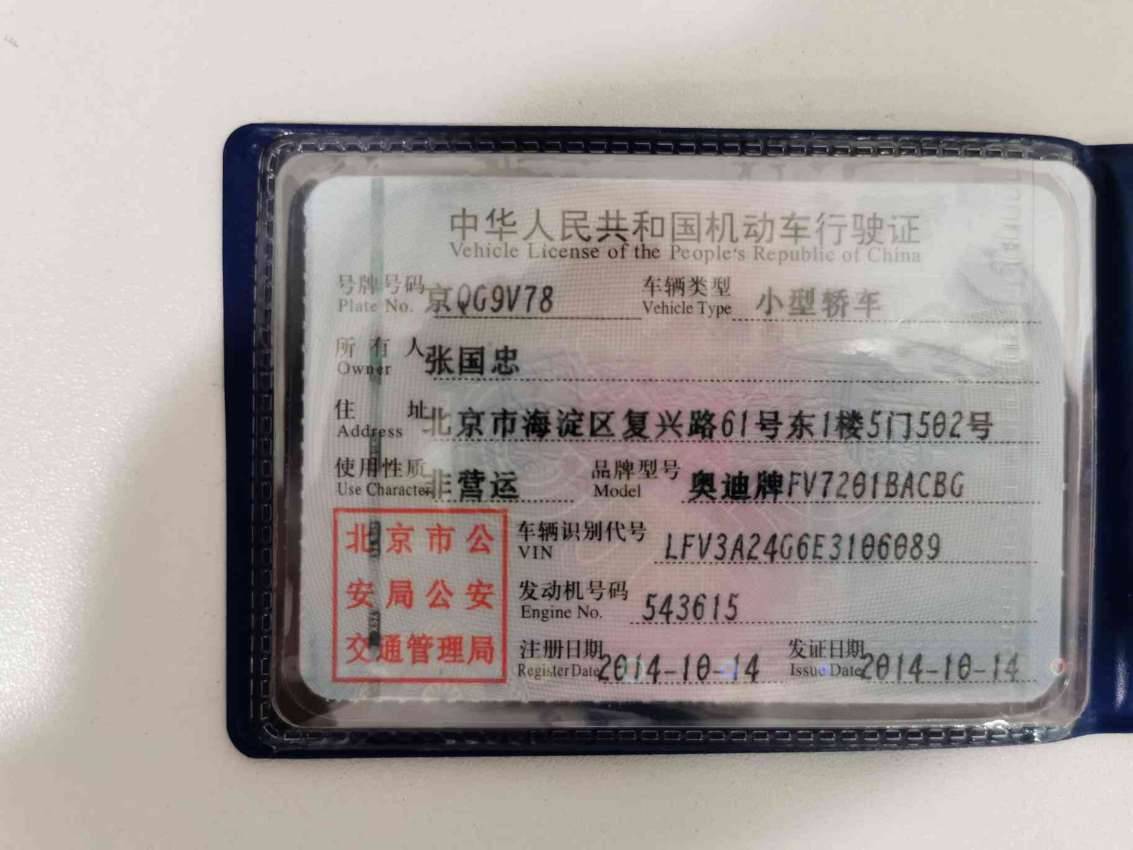 中华人民共和国机动车行驶证
Vehicle License of the People's Republic of China
号牌号码 京QG9V78 车辆类型 小型轿车
Plate No. Vehicle Type
所有人 张国忠
Owner
住址 北京市海淀区复兴路61号东1楼5门502号
Address
使用性质 非营运 品牌型号 奥迪牌FV7201BACBG
Use Character Model
北京市公安局公安交通管理局
车辆识别代号 LFV3A24G6E3106089
VIN
发动机号码 543615
Engine No.
注册日期 2014-10-14 发证日期 2014-10-14
Register Date Issue Date